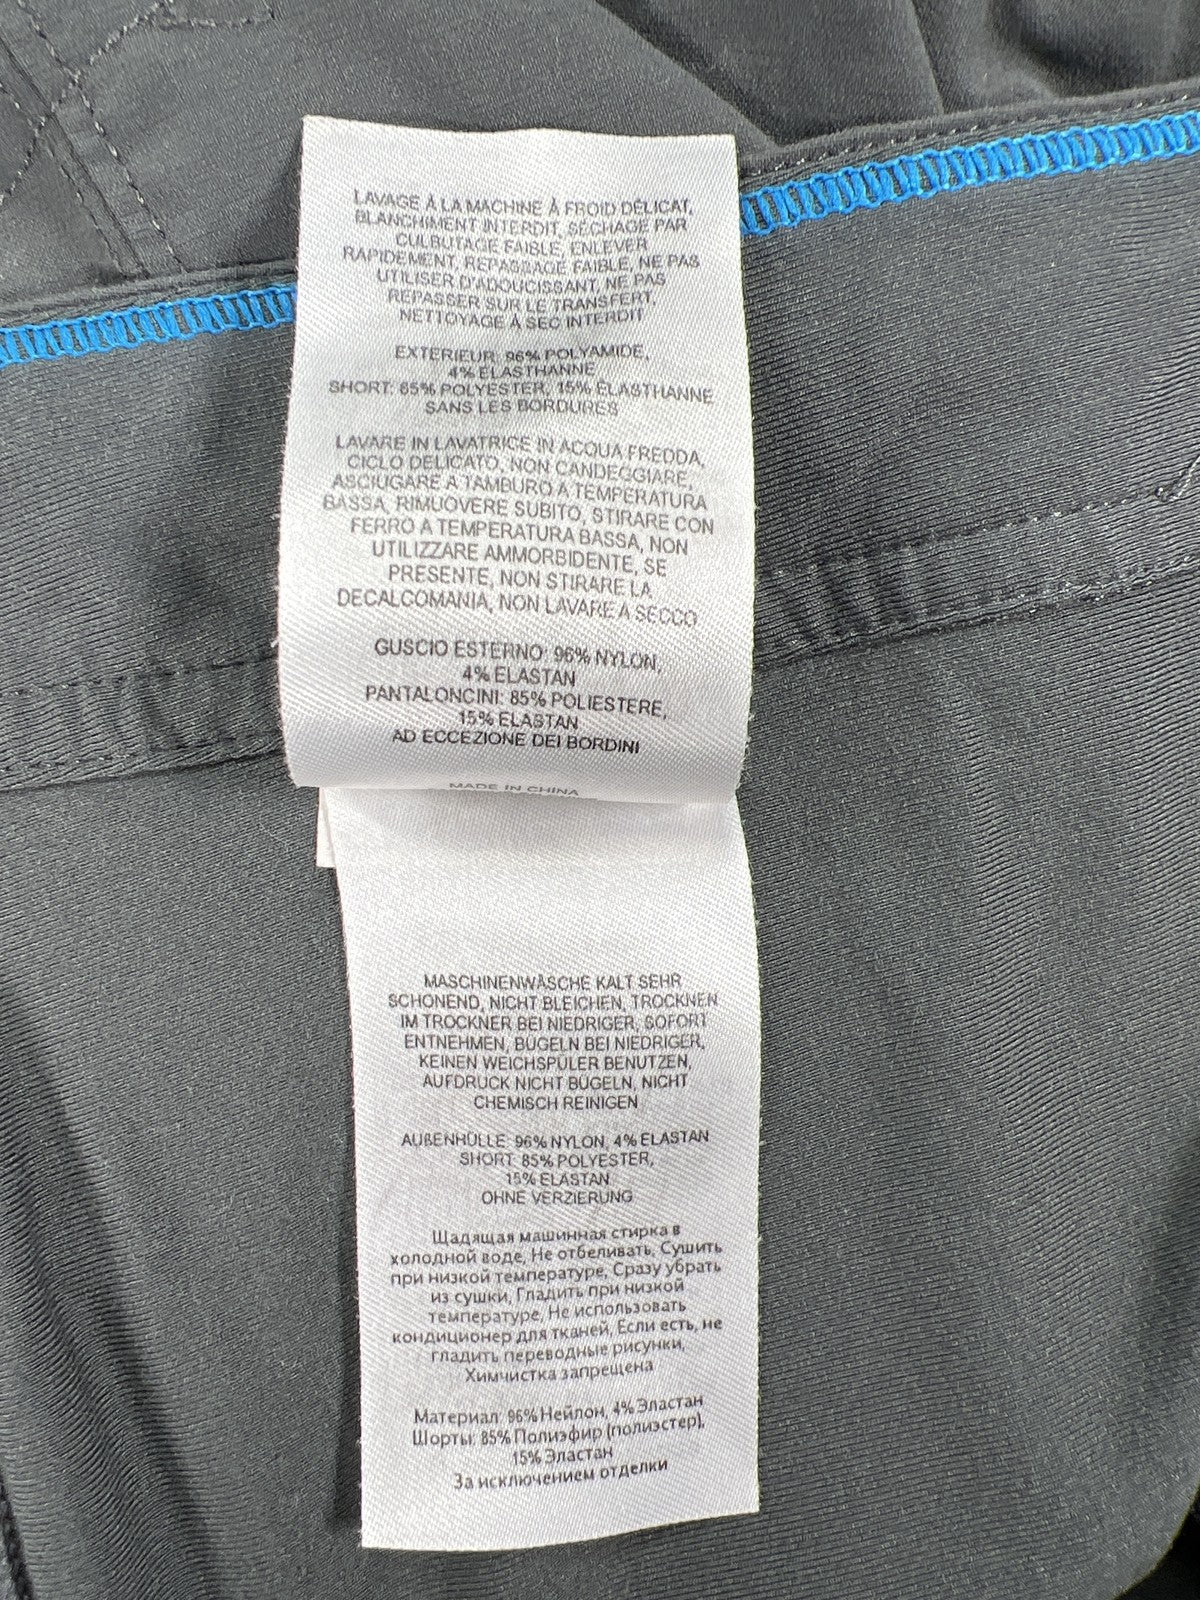 LAVAGE À LA MACHINE À FROID DÉLICAT,
BLANCHIMENT INTERDIT, SÉCHAGE PAR
CULBUTAGE FAIBLE, ENLEVER
RAPIDEMENT, REPASSAGE FAIBLE, NE PAS
UTILISER D'ADOUCISSANT, NE PAS
REPASSER SUR LE TRANSFERT,
NETTOYAGE À SEC INTERDIT
EXTERIEUR: 96% POLYAMIDE,
4% ELASTHANNE
SHORT: 85% POLYESTER, 15% ÉLASTHANNE
SANS LES BORDURES
LAVARE IN LAVATRICE IN ACQUA FREDDA,
CICLO DELICATO, NON CANDEGGIARE,
ASCIUGARE A TAMBURO A TEMPERATURA
BASSA, RIMUOVERE SUBITO, STIRARE CON
FERRO A TEMPERATURA BASSA, NON
UTILIZZARE AMMORBIDENTE, SE
PRESENTE, NON STIRARE LA
DECALCOMANIA, NON LAVARE A SECCO
GUSCIO ESTERNO: 96% NYLON,
4% ELASTAN
PANTALONCINI: 85% POLIESTERE,
15% ELASTAN
AD ECCEZIONE DEI BORDINI
MADE IN CHINA
MASCHINENWÄSCHE KALT SEHR
SCHONEND, NICHT BLEICHEN, TROCKNEN
IM TROCKNER BEI NIEDRIGER, SOFORT
ENTNEHMEN, BÜGELN BEI NIEDRIGER,
KEINEN WEICHSPÜLER BENUTZEN,
AUFDRUCK NICHT BÜGELN, NICHT
CHEMISCH REINIGEN
AUßENHÜLLE: 96% NYLON, 4% ELASTAN
SHORT: 85% POLYESTER,
15% ELASTAN
OHNE VERZIERUNG
Щадящая машинная стирка в
холодной воде, Не отбеливать, Сушить
при низкой температуре, Сразу убрать
из сушки, Гладить при низкой
температуре, Не использовать
кондиционер для тканей, Если есть, не
гладить переводные рисунки,
Химчистка запрещена
Материал: 96% Нейлон, 4% Эластан
Шорты: 85% Полиэфир (полиэстер),
15% Эластан
За исключением отделки